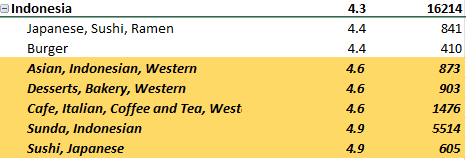 Indonesia 4.3 16214
Japanese, Sushi, Ramen 4.4 841
Burger 4.4 410
Asian, Indonesian, Western 4.6 873
Desserts, Bakery, Western 4.6 903
Cafe, Italian, Coffee and Tea, West 4.6 1476
Sunda, Indonesian 4.9 5514
Sushi, Japanese 4.9 605